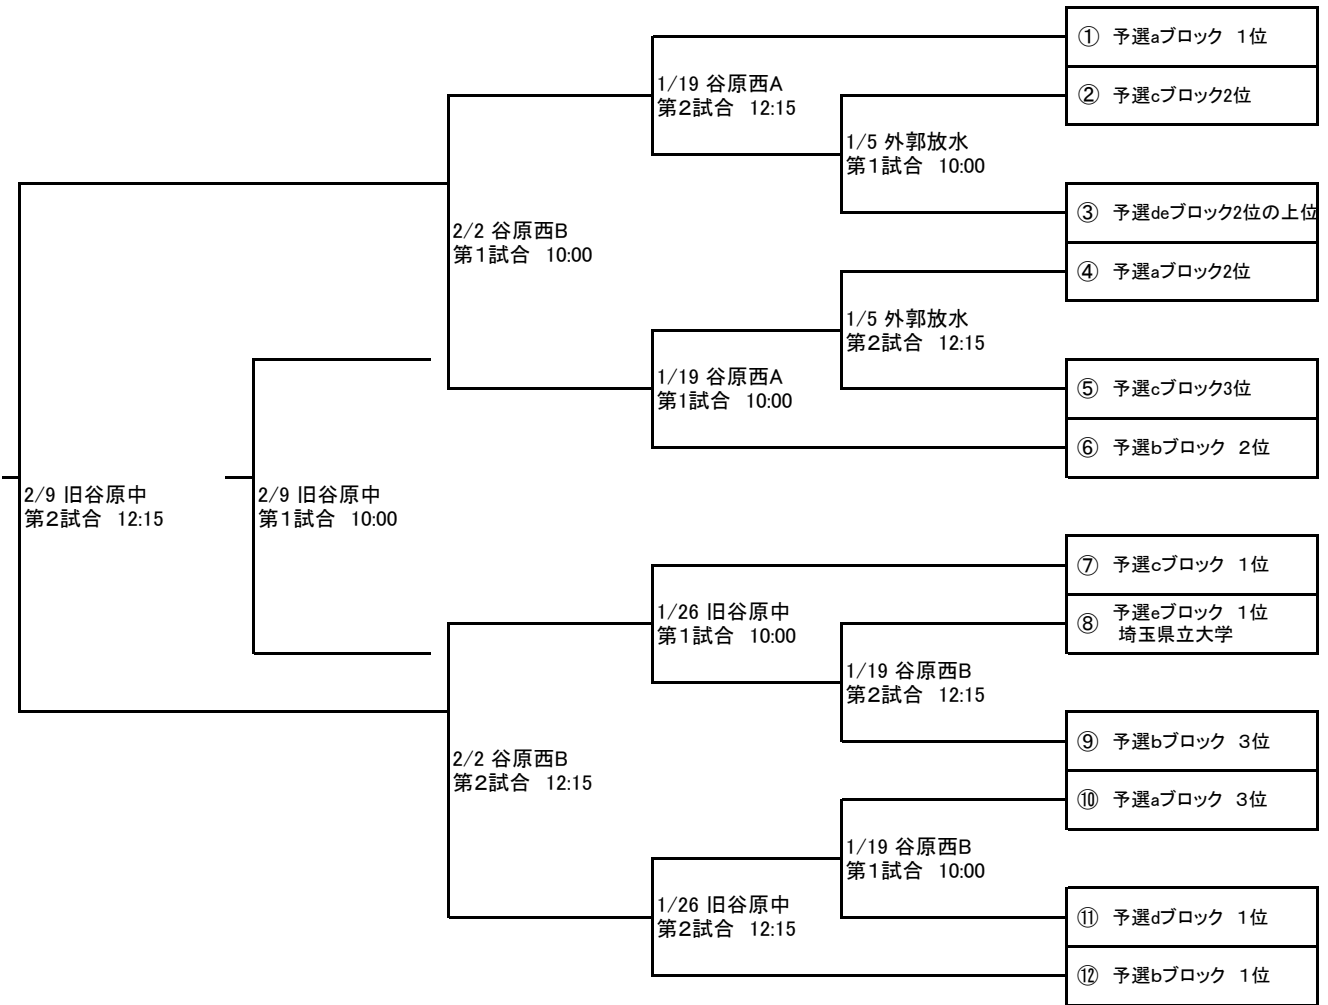 ① 予選aブロック　1位
1/19 谷原西A
第2試合　12:15
② 予選cブロック2位
1/5 外郭放水
第1試合　10:00
③ 予選deブロック2位の上位
2/2 谷原西B
第1試合　10:00
④ 予選aブロック2位
1/5 外郭放水
第2試合　12:15
1/19 谷原西A
第1試合　10:00
⑤ 予選cブロック3位
⑥ 予選bブロック　2位
2/9 旧谷原中
第2試合　12:15
2/9 旧谷原中
第1試合　10:00
⑦ 予選cブロック　1位
1/26 旧谷原中
第1試合　10:00
⑧ 予選eブロック　1位
埼玉県立大学
1/19 谷原西B
第2試合　12:15
⑨ 予選bブロック　3位
2/2 谷原西B
第2試合　12:15
⑩ 予選aブロック　3位
1/19 谷原西B
第1試合　10:00
1/26 旧谷原中
第2試合　12:15
⑪ 予選dブロック　1位
⑫ 予選bブロック　1位